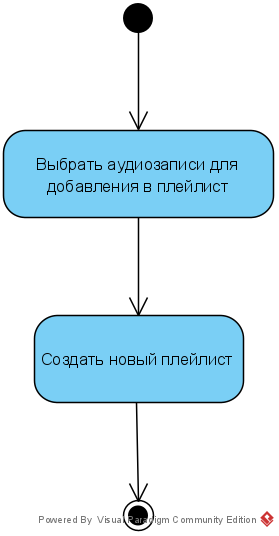 Выбрать аудиозаписи для
добавления в плейлист
Создать новый плейлист
Powered By Visual Paradigm Community Edition